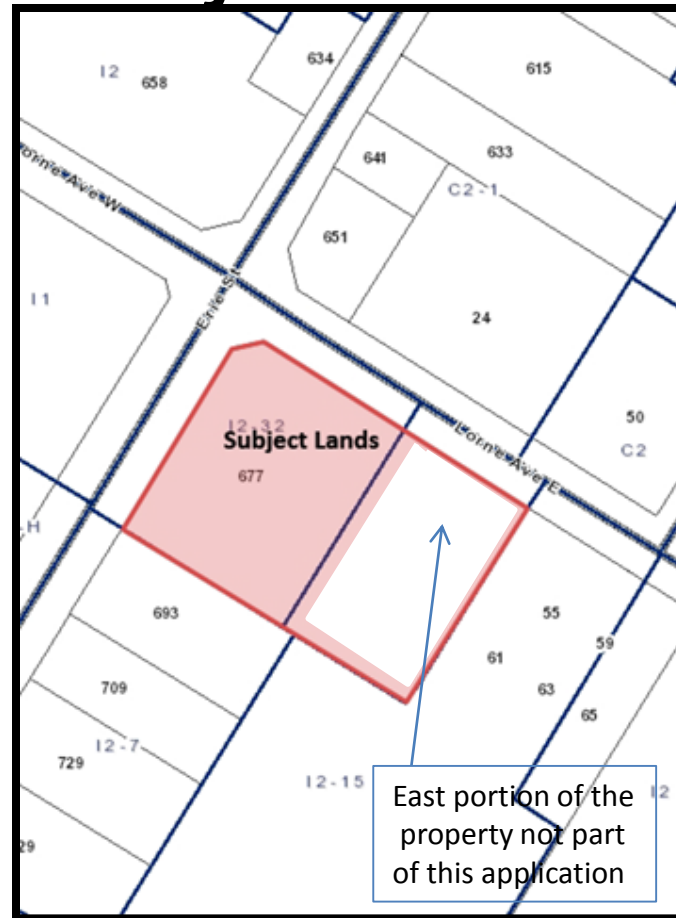 634
I2
658
615
641
633
C2-1
651
Lorne Ave W
Erie St
I1
24
50
C2
I2-32
Subject Lands
677
Lorne Ave E
H
693
55
59
61
63
65
709
I2-7
729
I2-15
I2
29
East portion of the
property not part
of this application